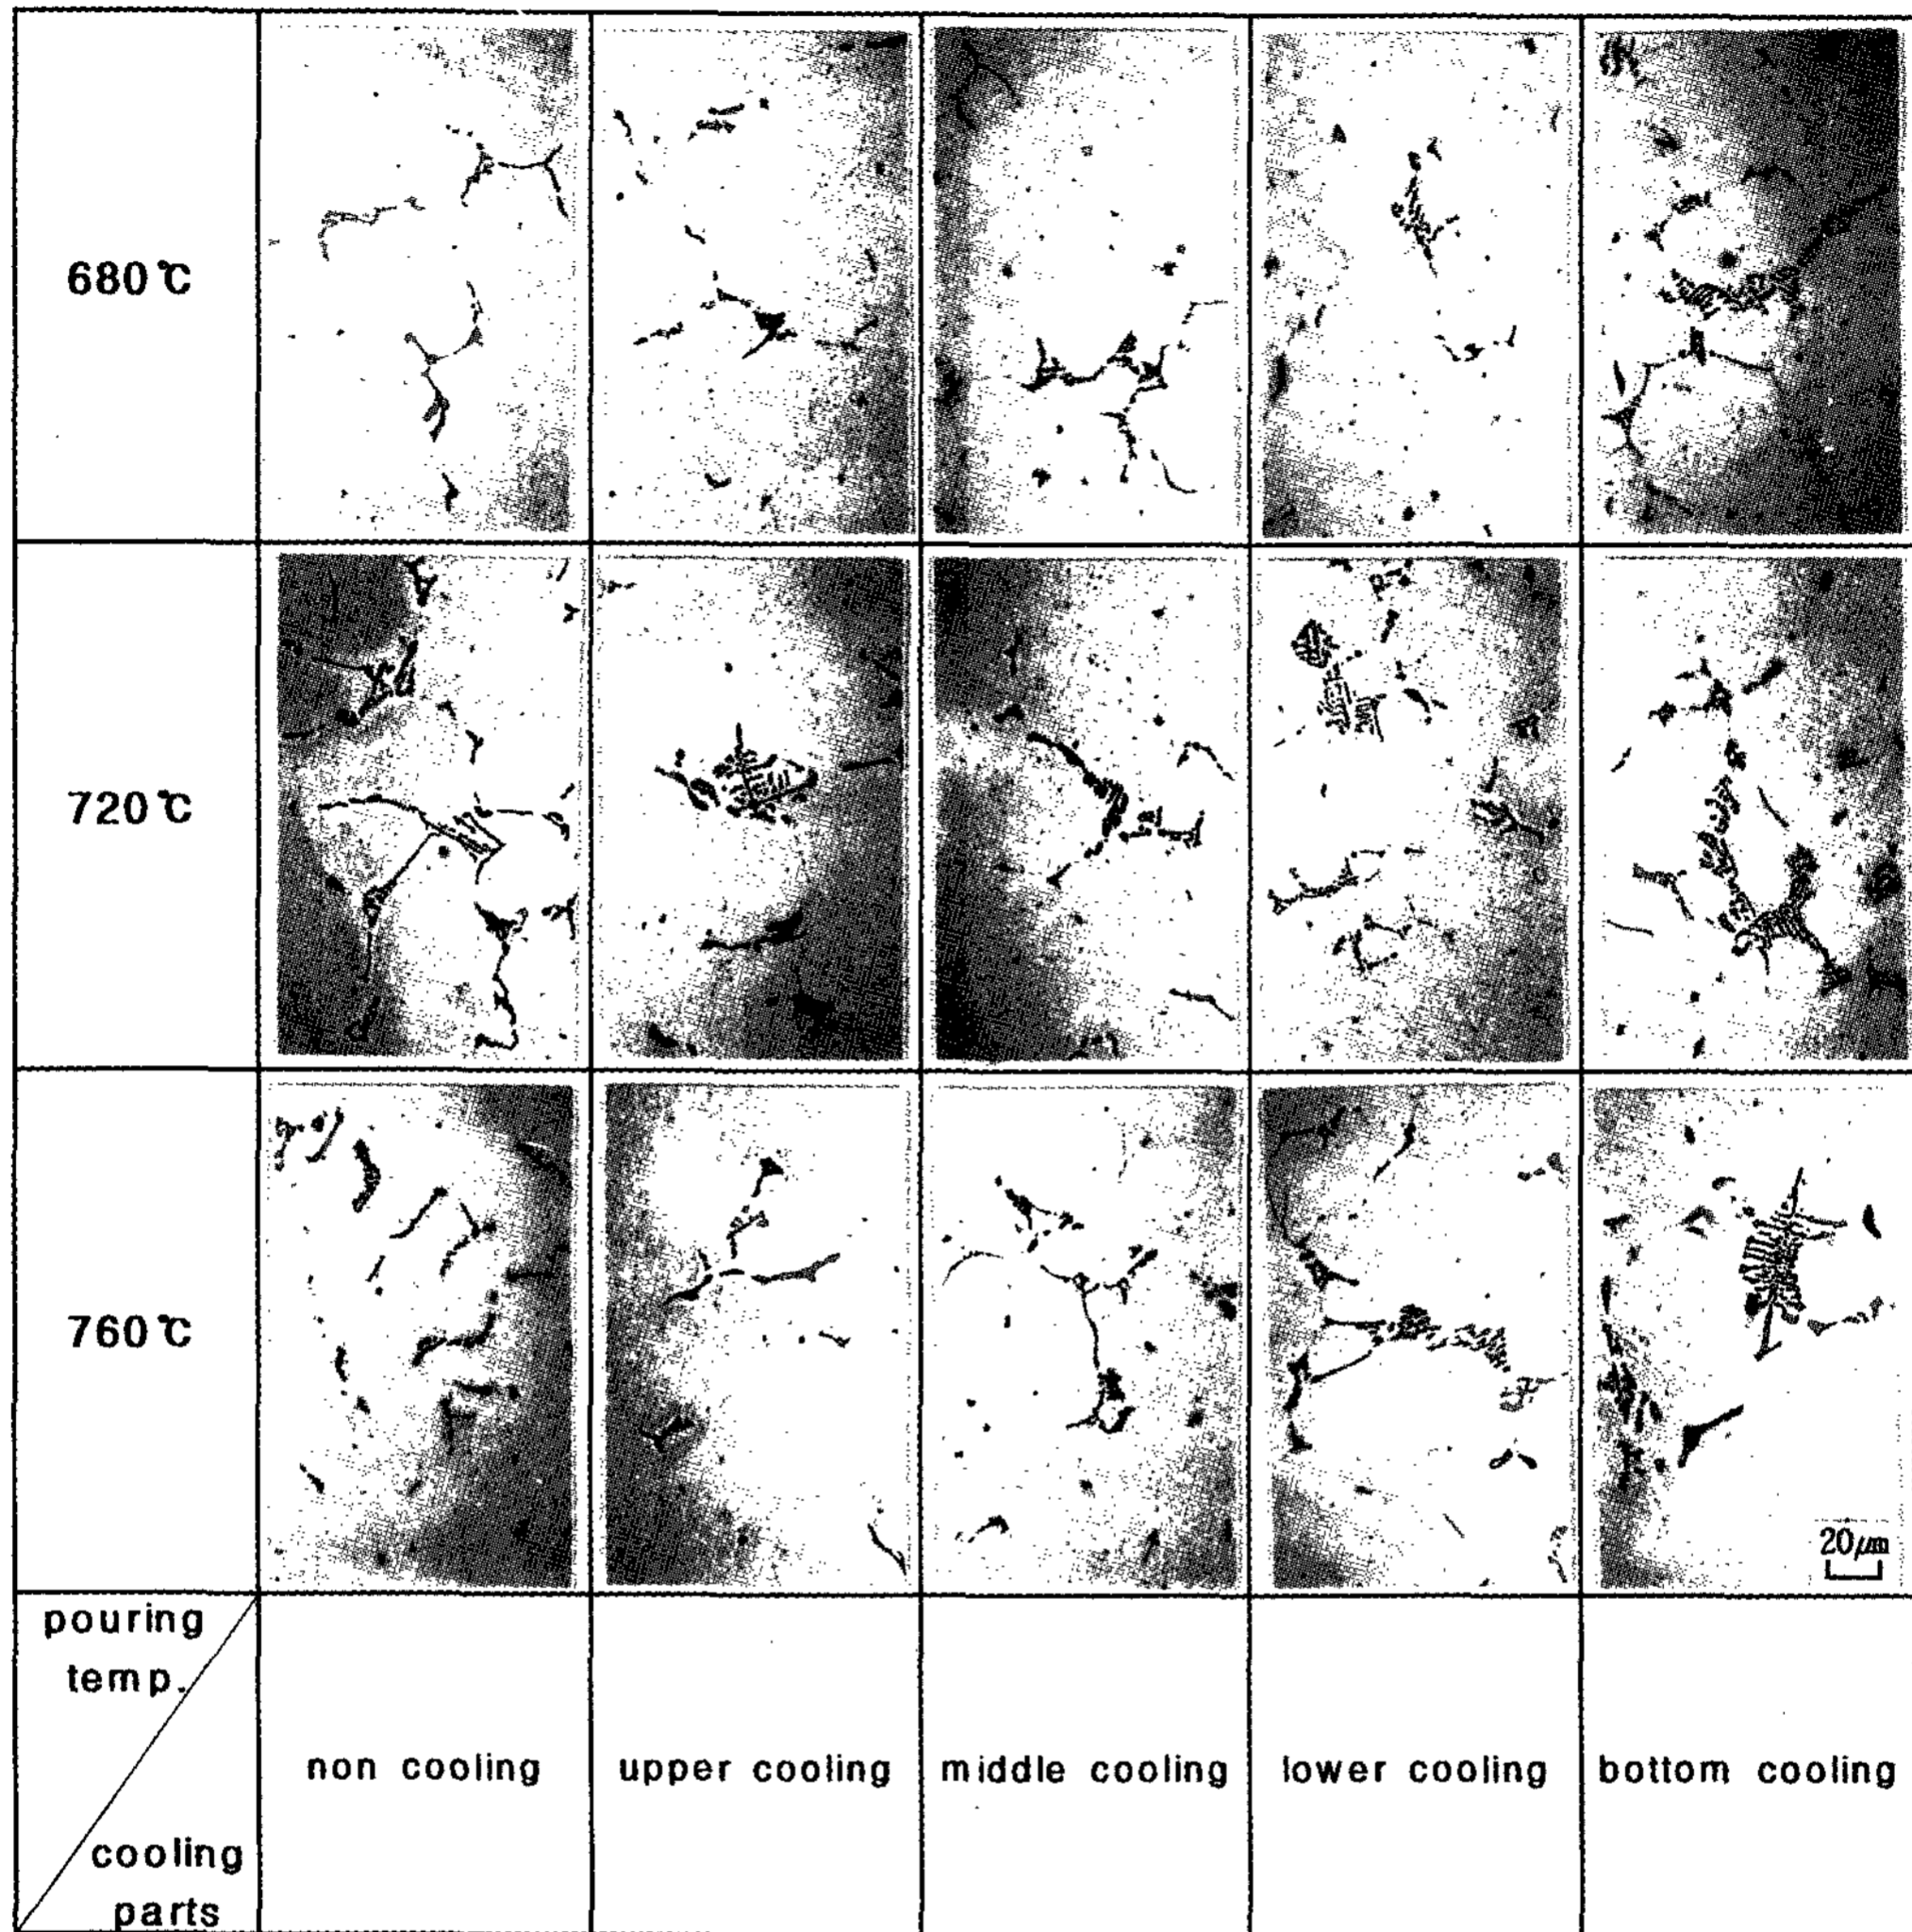 680℃
720℃
760℃
20μm
pouring
temp.
cooling
parts
non cooling
upper cooling
middle cooling
lower cooling
bottom cooling